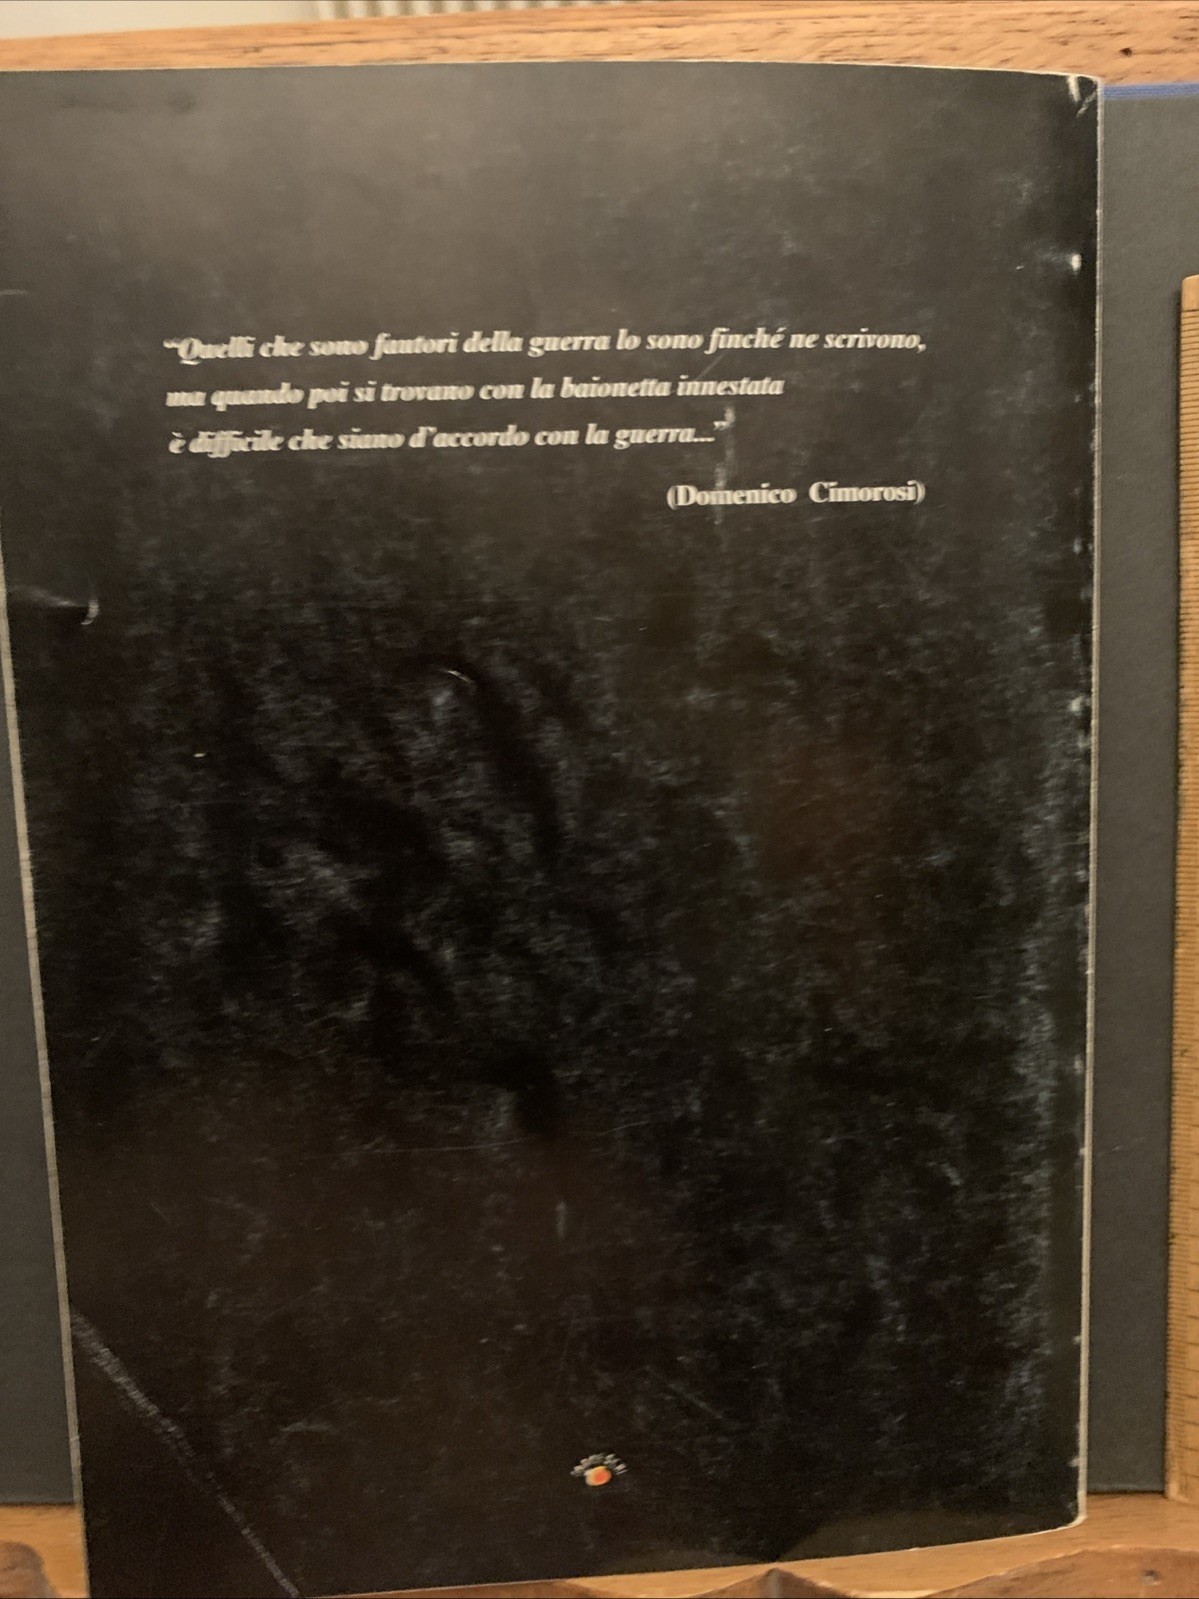 “Quelli che sono fautori della guerra lo sono finché ne scrivono,
ma quando poi si trovano con la baionetta innestata
è difficile che siano d’accordo con la guerra...”
(Domenico Cimorosi)